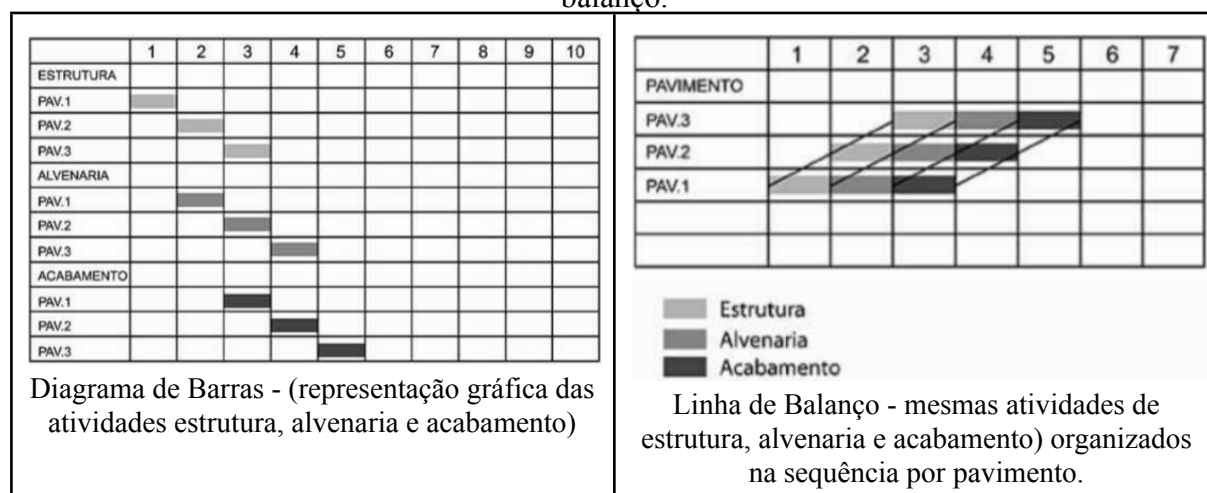 balanço.
1 2 3 4 5 6 7 8 9 10
ESTRUTURA
PAV.1
PAV.2
PAV.3
ALVENARIA
PAV.1
PAV.2
PAV.3
ACABAMENTO
PAV.1
PAV.2
PAV.3
Diagrama de Barras - (representação gráfica das
atividades estrutura, alvenaria e acabamento)
1 2 3 4 5 6 7
PAVIMENTO
PAV.3
PAV.2
PAV.1
Estrutura
Alvenaria
Acabamento
Linha de Balanço - mesmas atividades de
estrutura, alvenaria e acabamento) organizados
na sequência por pavimento.